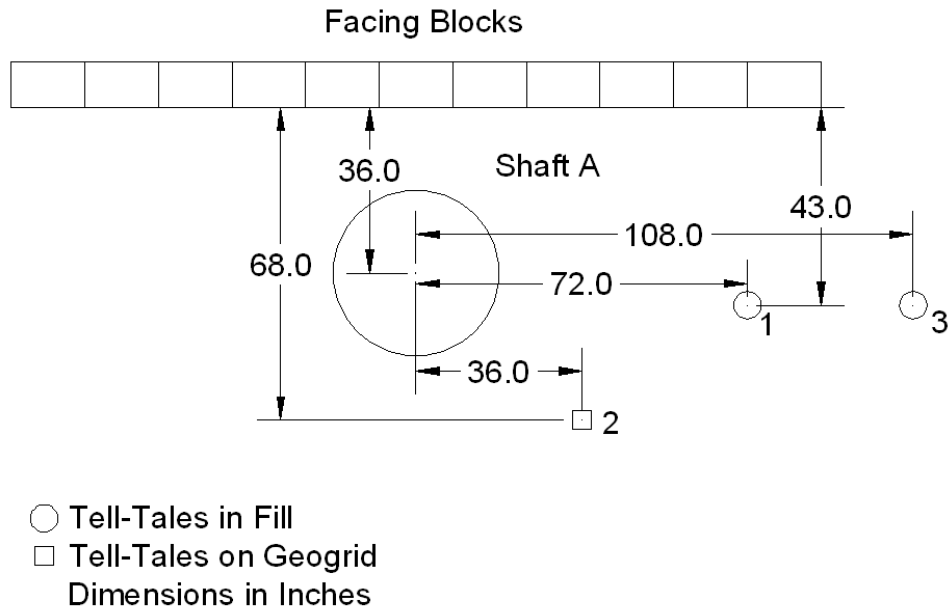 Facing Blocks
36.0
Shaft A
43.0
108.0
68.0
72.0
1
3
36.0
2
Tell-Tales in Fill
Tell-Tales on Geogrid
Dimensions in Inches